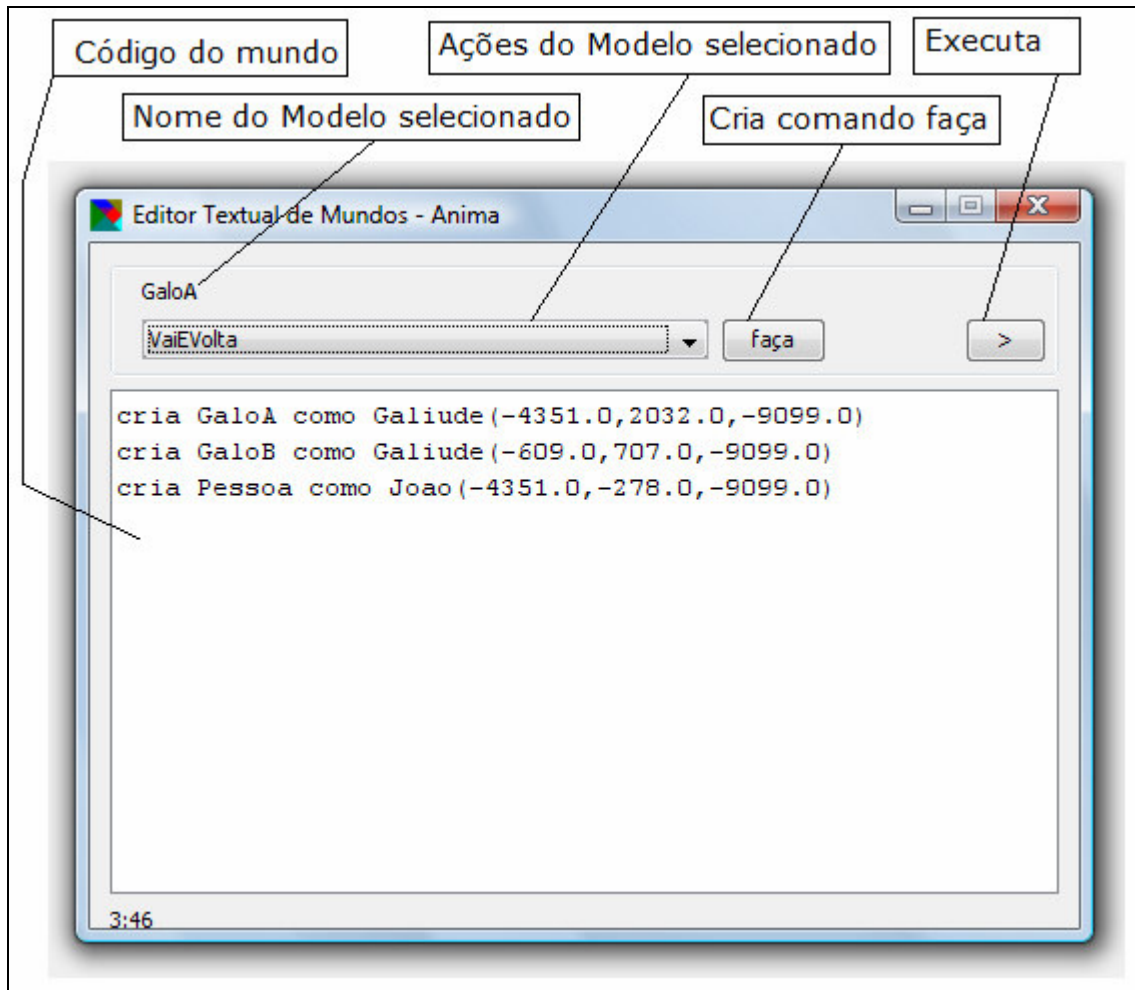 Código do mundo
Ações do Modelo selecionado
Executa
Nome do Modelo selecionado
Cria comando faça
Editor Textual de Mundos - Anima
GaloA
VaiEVolta
faça
>
cria GaloA como Galiude(-4351.0,2032.0,-9099.0)
cria GaloB como Galiude(-609.0,707.0,-9099.0)
cria Pessoa como Joao(-4351.0,-278.0,-9099.0)
3:46